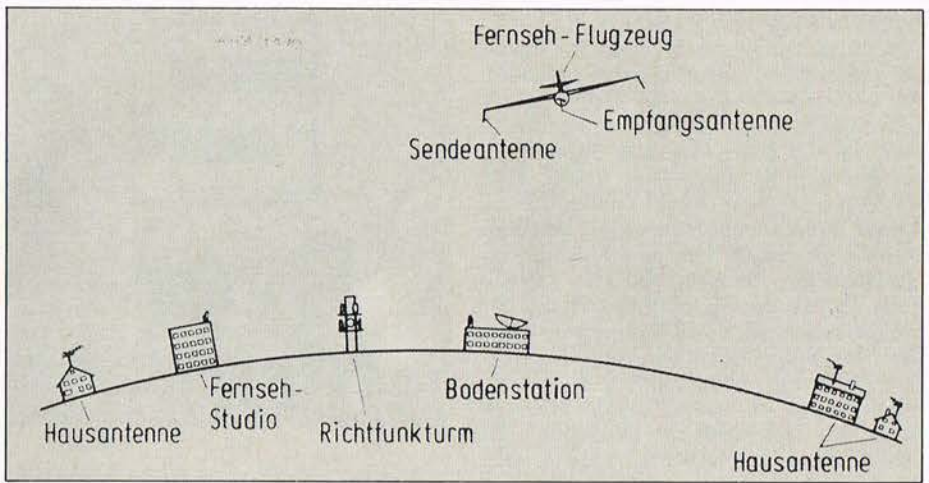 Fernseh-Flugzeug
Empfangsantenne
Sendeantenne
Hausantenne
Fernseh-
Studio
Richtfunkturm
Bodenstation
Hausantenne